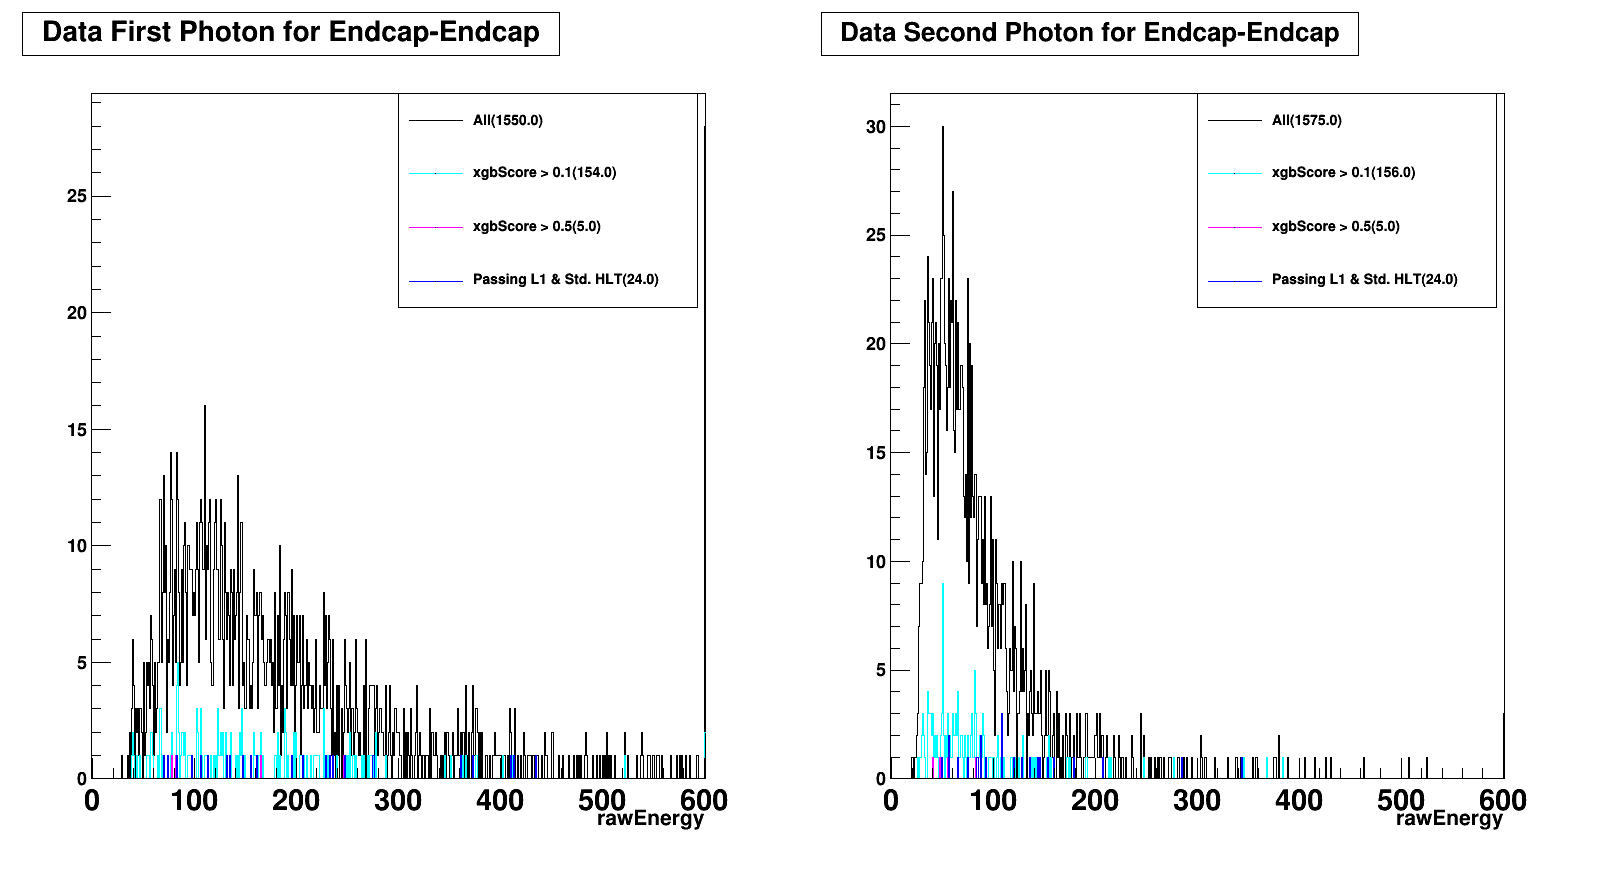 Data First Photon for Endcap-Endcap
All(1550.0)
xgbScore > 0.1(154.0)
xgbScore > 0.5(5.0)
Passing L1 & Std. HLT(24.0)
25
20
15
10
5
0
0 100 200 300 400 500 600
rawEnergy
Data Second Photon for Endcap-Endcap
All(1575.0)
xgbScore > 0.1(156.0)
xgbScore > 0.5(5.0)
Passing L1 & Std. HLT(24.0)
30
25
20
15
10
5
0
0 100 200 300 400 500 600
rawEnergy